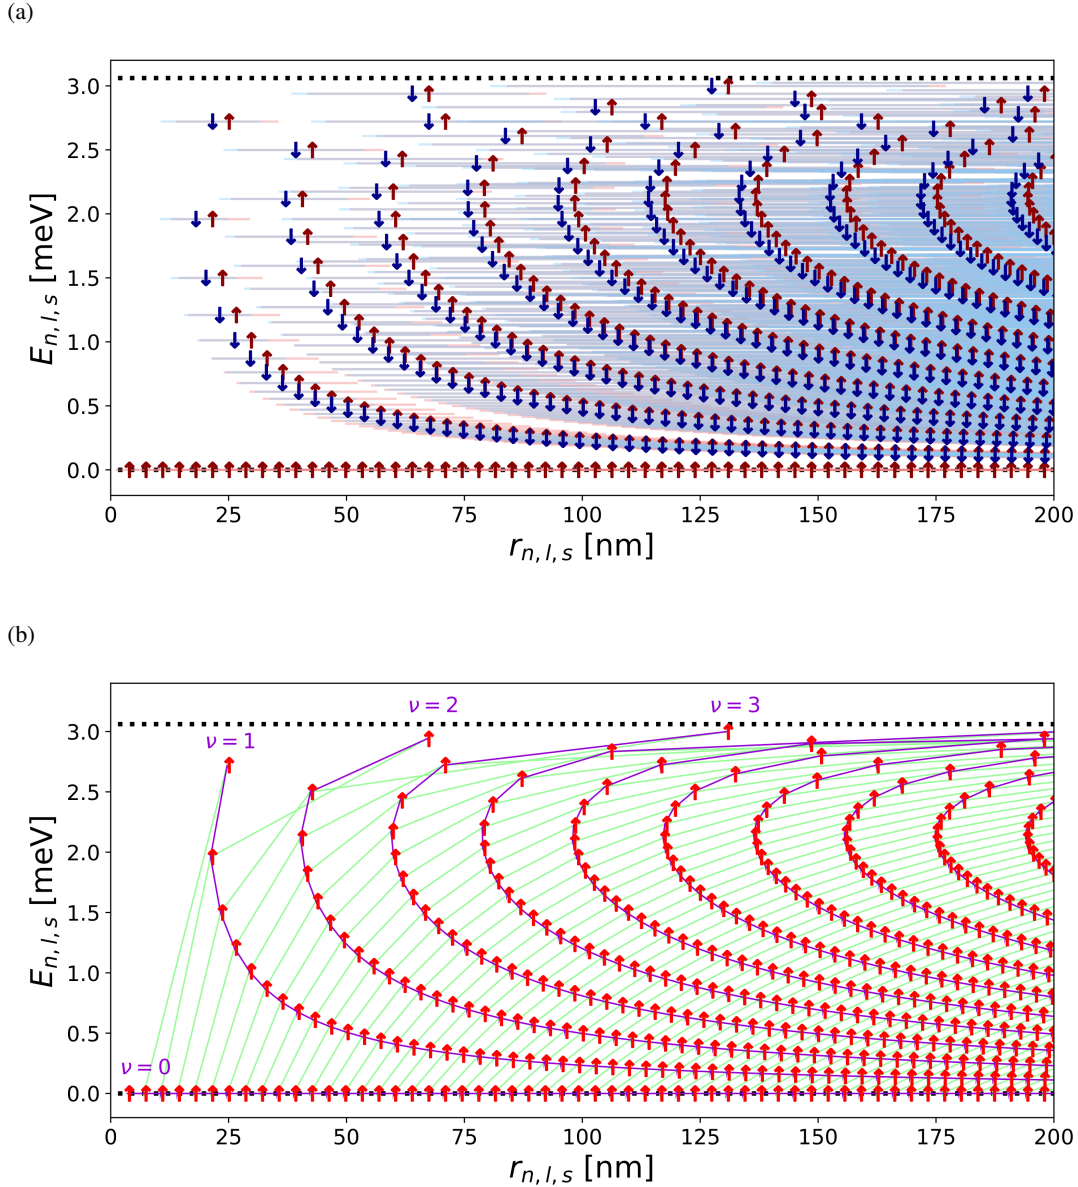 (a)
3.0
2.5
2.0
1.5
1.0
0.5
0.0
E_{n,l,s} [meV]
0 25 50 75 100 125 150 175 200
r_{n,l,s} [nm]
(b)
ν = 1 ν = 2 ν = 3
ν = 0
3.0
2.5
2.0
1.5
1.0
0.5
0.0
E_{n,l,s} [meV]
0 25 50 75 100 125 150 175 200
r_{n,l,s} [nm]